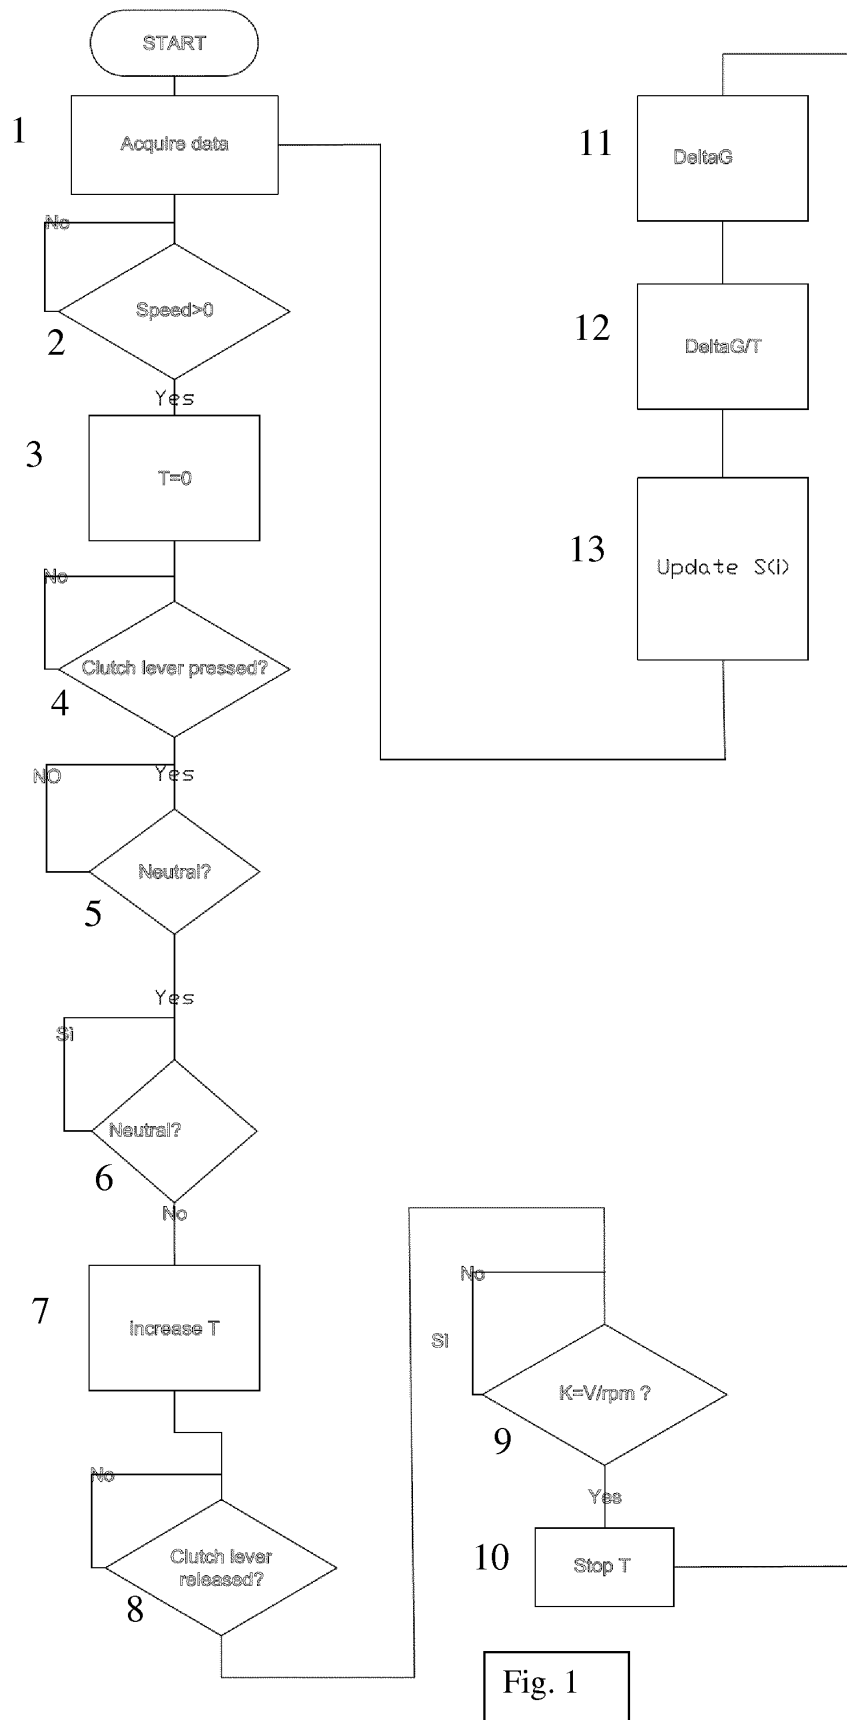 START
1
Acquire data
No
Speed>0
2
Yes
3
T=0
No
Clutch lever pressed?
4
Yes
NO
Neutral?
5
Yes
Si
Neutral?
6
No
7
increase T
No
Clutch lever
released?
8
No
Si
K=V/rpm ?
9
Yes
10
Stop T
11
DeltaG
12
DeltaG/T
13
Update S(i)
Fig. 1